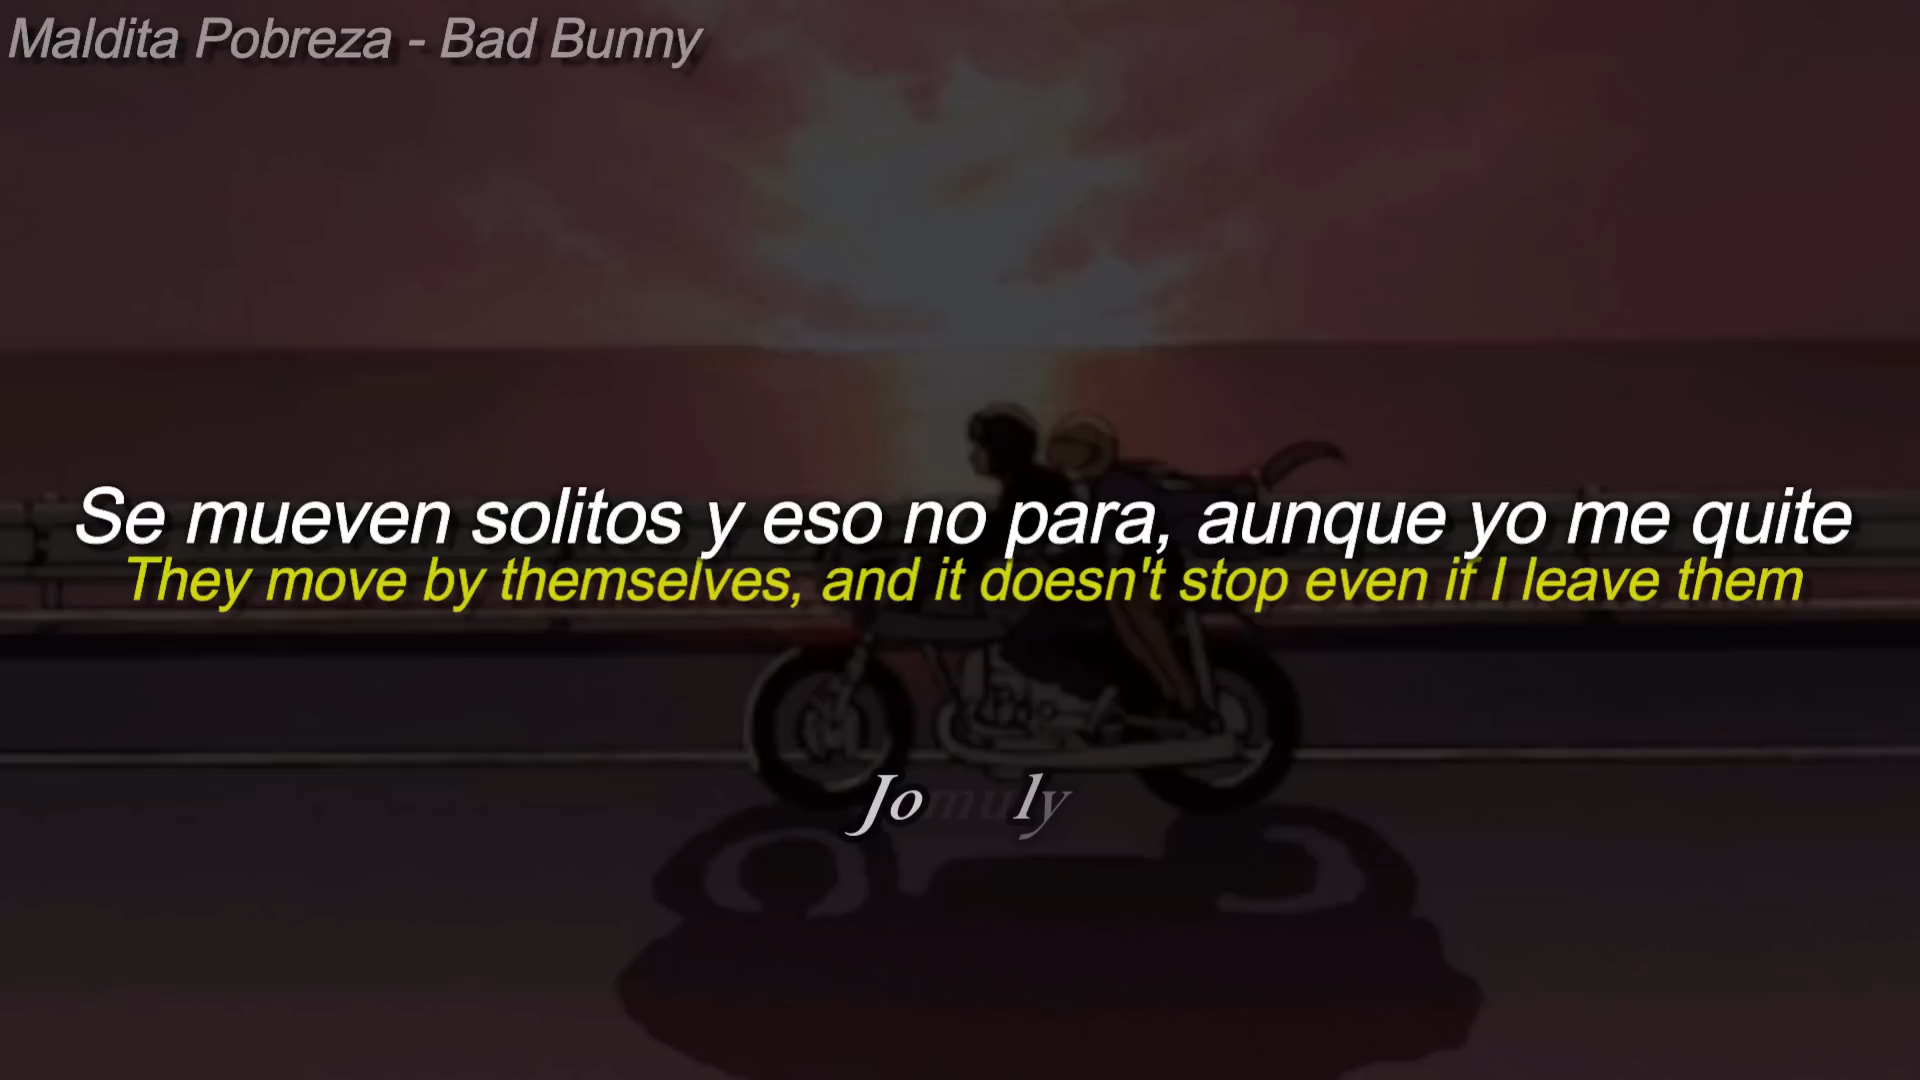 Maldita Pobreza - Bad Bunny
Se mueven solitos y eso no para, aunque yo me quite
They move by themselves, and it doesn't stop even if I leave them
Jomuly